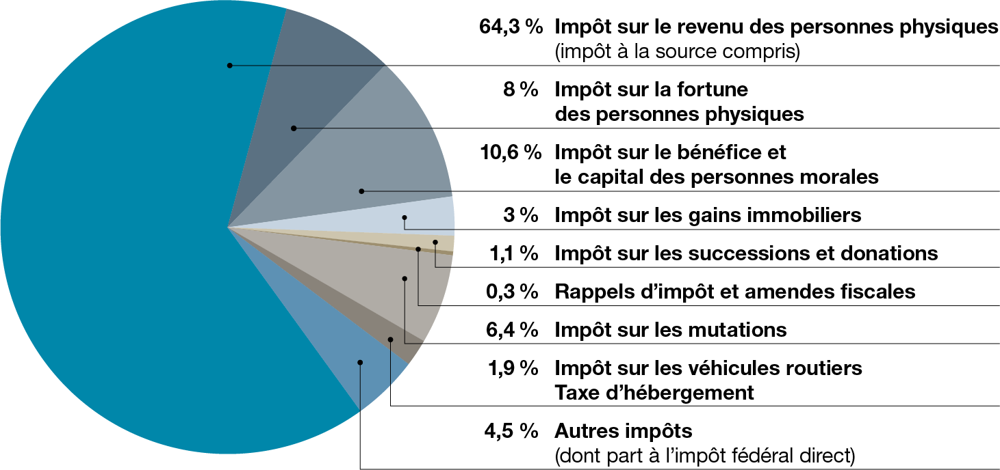 64,3 % Impôt sur le revenu des personnes physiques
(impôt à la source compris)
8 % Impôt sur la fortune
des personnes physiques
10,6 % Impôt sur le bénéfice et
le capital des personnes morales
3 % Impôt sur les gains immobiliers
1,1 % Impôt sur les successions et donations
0,3 % Rappels d’impôt et amendes fiscales
6,4 % Impôt sur les mutations
1,9 % Impôt sur les véhicules routiers
Taxe d’hébergement
4,5 % Autres impôts
(dont part à l’impôt fédéral direct)